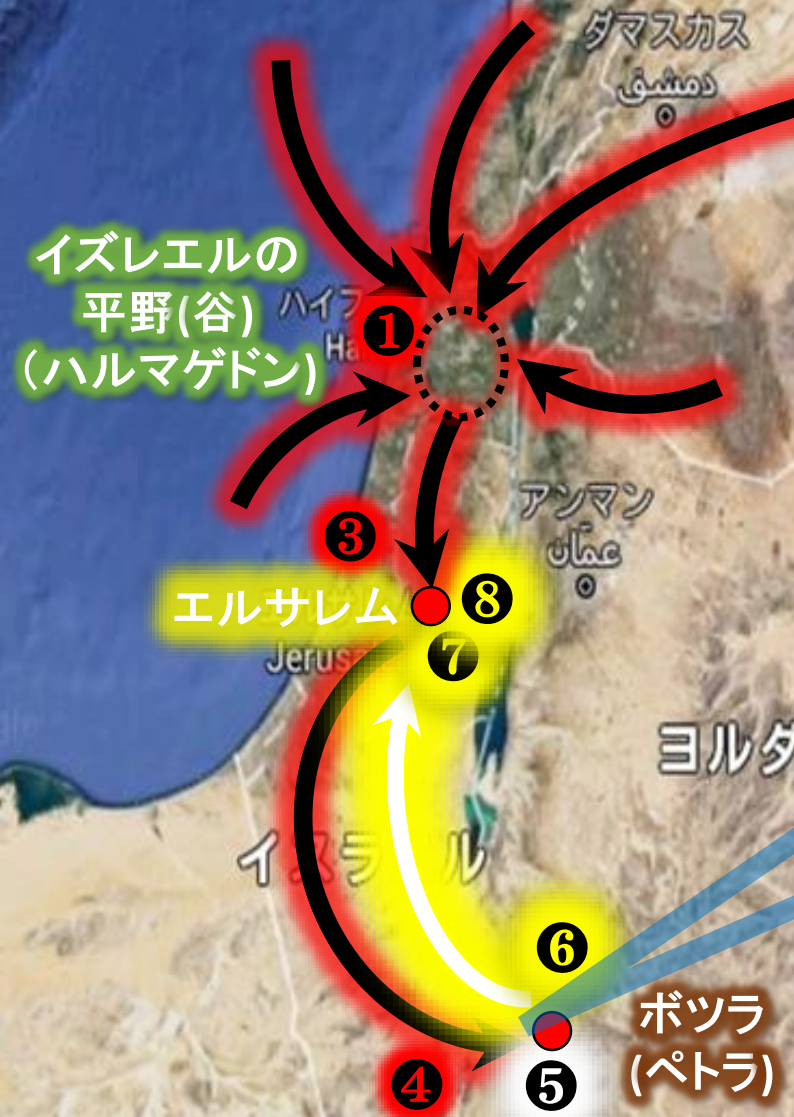 ダマスカス
دمشق
イズレエルの
平野(谷)
(ハルマゲドン)
ハイフ
Ha
❶
アンマン
عمان
❸
エルサレム
❽
❼
Jerus
ヨルダ
イスラエル
❻
ボツラ
(ペトラ)
❹
❺